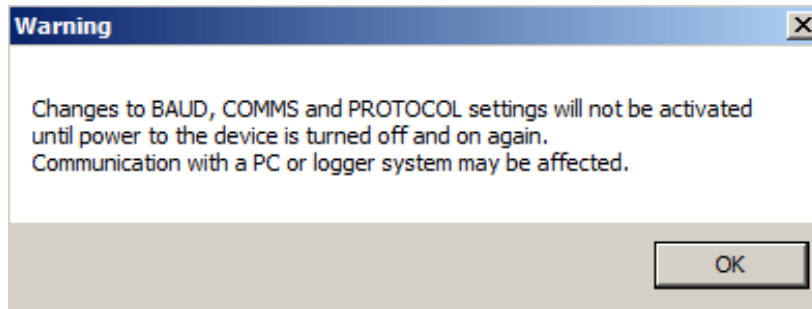 Warning
Changes to BAUD, COMMS and PROTOCOL settings will not be activated
until power to the device is turned off and on again.
Communication with a PC or logger system may be affected.
OK